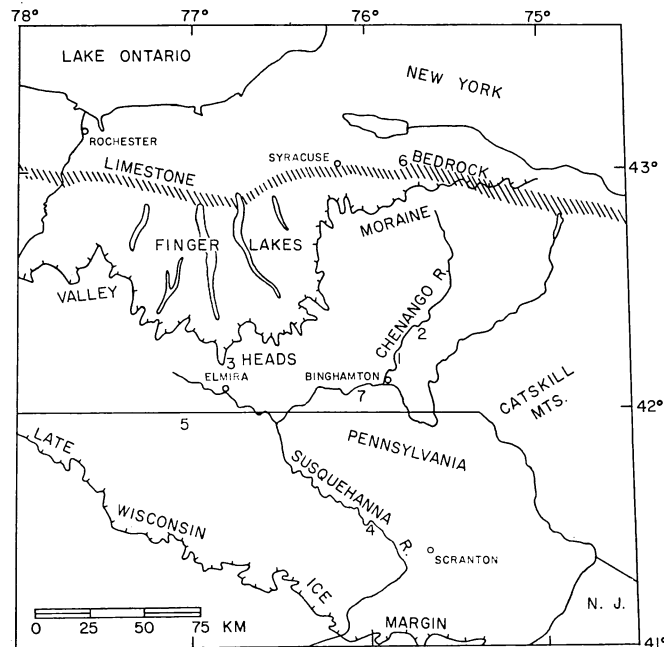 78°
77°
76°
75°
LAKE ONTARIO
NEW YORK
ROCHESTER
SYRACUSE
6
BEDROCK
43°
LIMESTONE
MORAINE
FINGER
LAKES
VALLEY
CHENANGO R.
2
3
HEADS
1
ELMIRA
BINGHAMTON
7
CATSKILL
MTS.
42°
5
PENNSYLVANIA
LATE
SUSQUEHANNA
R.
4
WISCONSIN
SCRANTON
ICE
N. J.
0 25 50 75 KM
MARGIN
41°